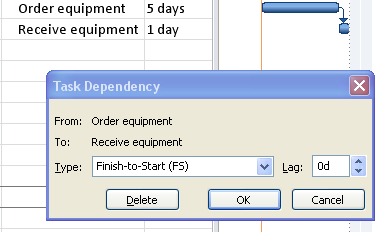 Order equipment 5 days
Receive equipment 1 day
Task Dependency
From: Order equipment
To: Receive equipment
Type: Finish-to-Start (FS) Lag: 0d
Delete OK Cancel